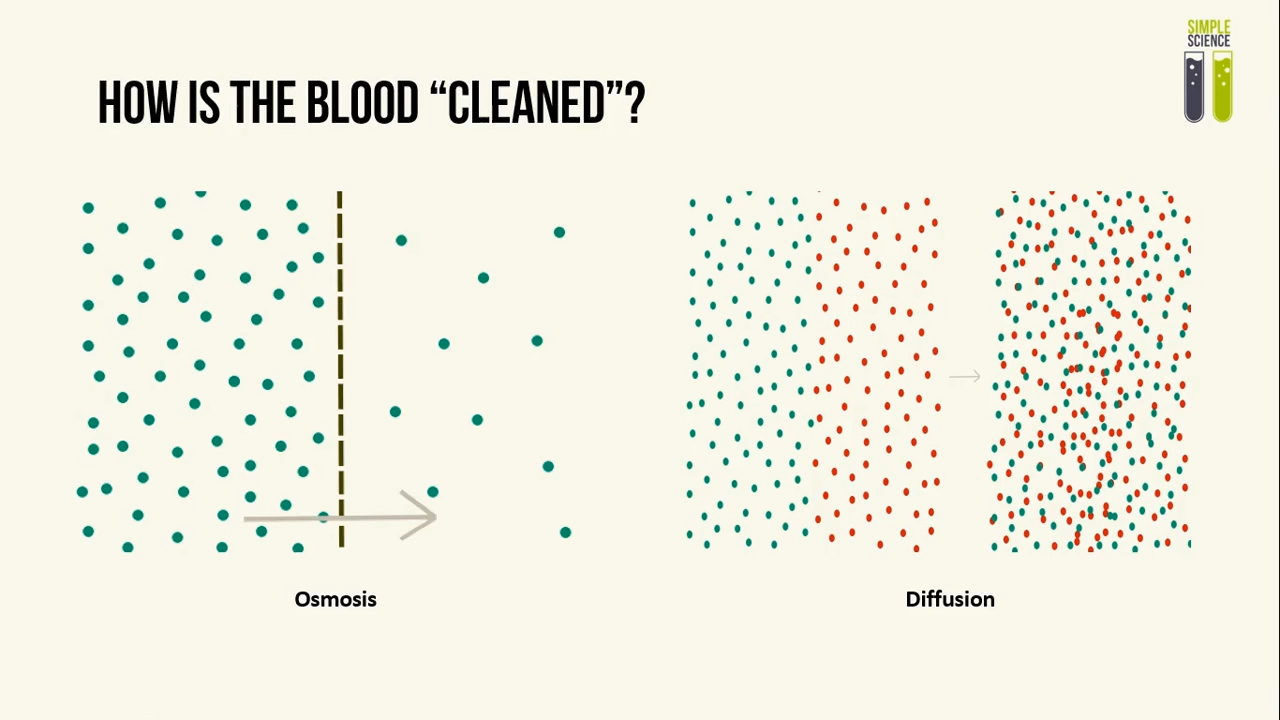 SIMPLE
SCIENCE
HOW IS THE BLOOD “CLEANED”?
Osmosis
Diffusion